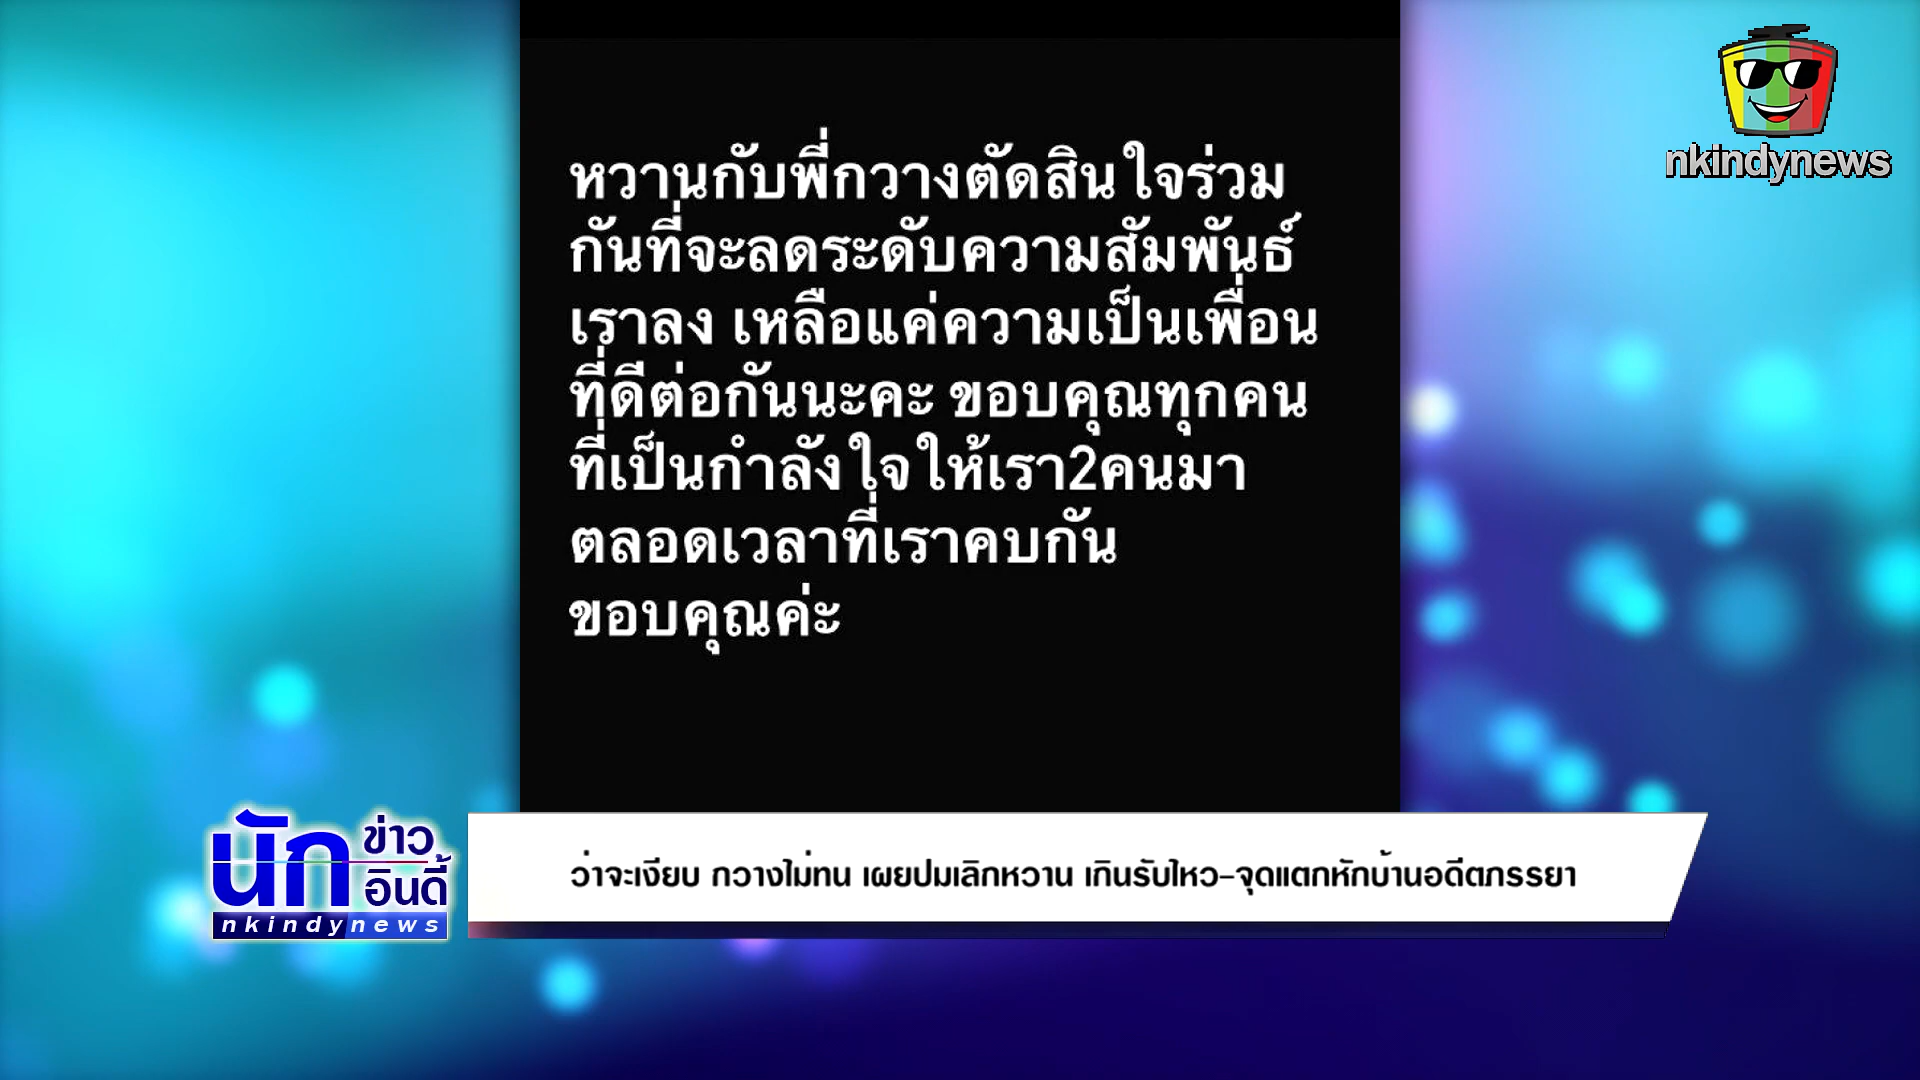 nkindynews
หวานกับพี่กวางตัดสินใจร่วม
กันที่จะลดระดับความสัมพันธ์
เราลง เหลือแค่ความเป็นเพื่อน
ที่ดีต่อกันนะคะ ขอบคุณทุกคน
ที่เป็นกำลังใจให้เรา2คนมา
ตลอดเวลาที่เราคบกัน
ขอบคุณค่ะ
นักข่าวอินดี้
nkindynews
ว่าจะเงียบ กวางไม่ทน เผยปมเลิกหวาน เกินรับไหว-จุดแตกหักบ้านอดีตภรรยา